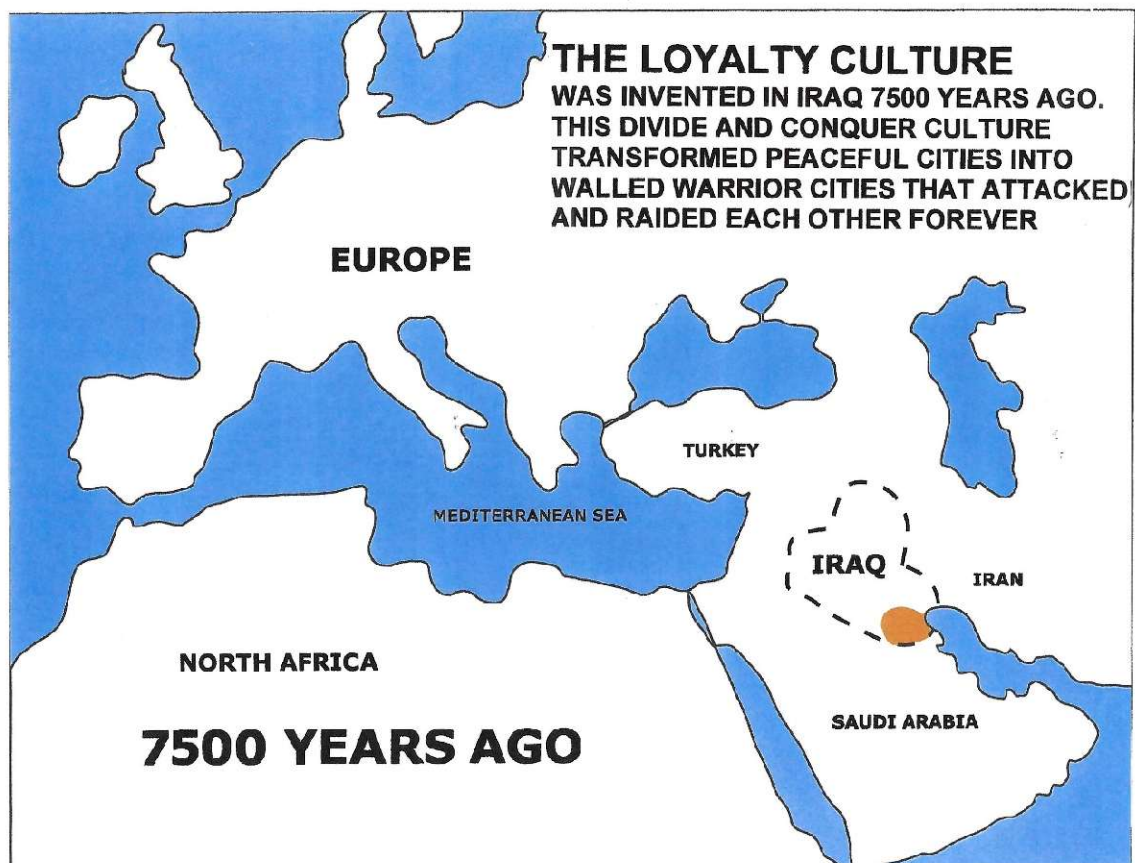 THE LOYALTY CULTURE
WAS INVENTED IN IRAQ 7500 YEARS AGO.
THIS DIVIDE AND CONQUER CULTURE
TRANSFORMED PEACEFUL CITIES INTO
WALLED WARRIOR CITIES THAT ATTACKED
AND RAIDED EACH OTHER FOREVER
EUROPE
TURKEY
MEDITERRANEAN SEA
IRAQ
IRAN
NORTH AFRICA
SAUDI ARABIA
7500 YEARS AGO